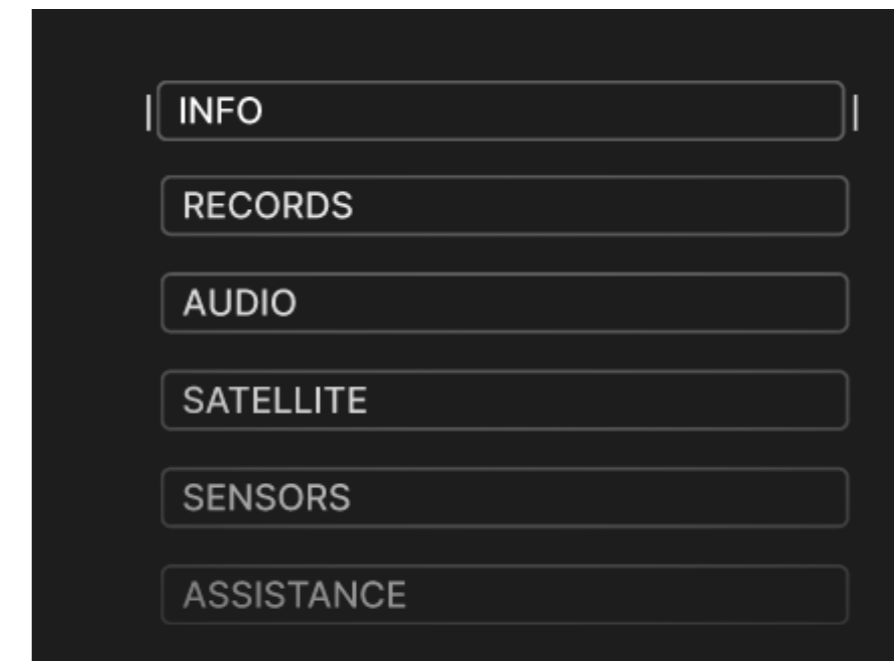 INFO
RECORDS
AUDIO
SATELLITE
SENSORS
ASSISTANCE